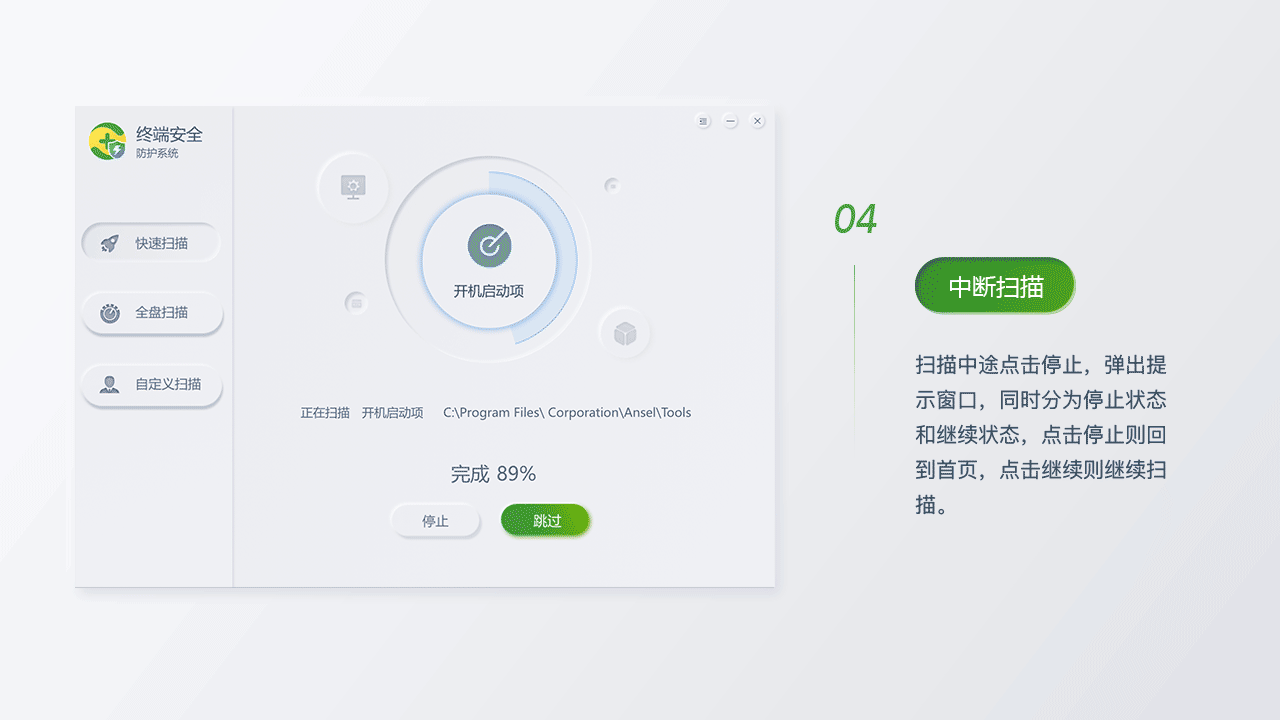 终端安全
防护系统
快速扫描
全盘扫描
自定义扫描
开机启动项
正在扫描 开机启动项 C:\Program Files\ Corporation\Ansel\Tools
完成 89%
停止
跳过
04
中断扫描
扫描中途点击停止，弹出提
示窗口，同时分为停止状态
和继续状态，点击停止则回
到首页，点击继续则继续扫
描。